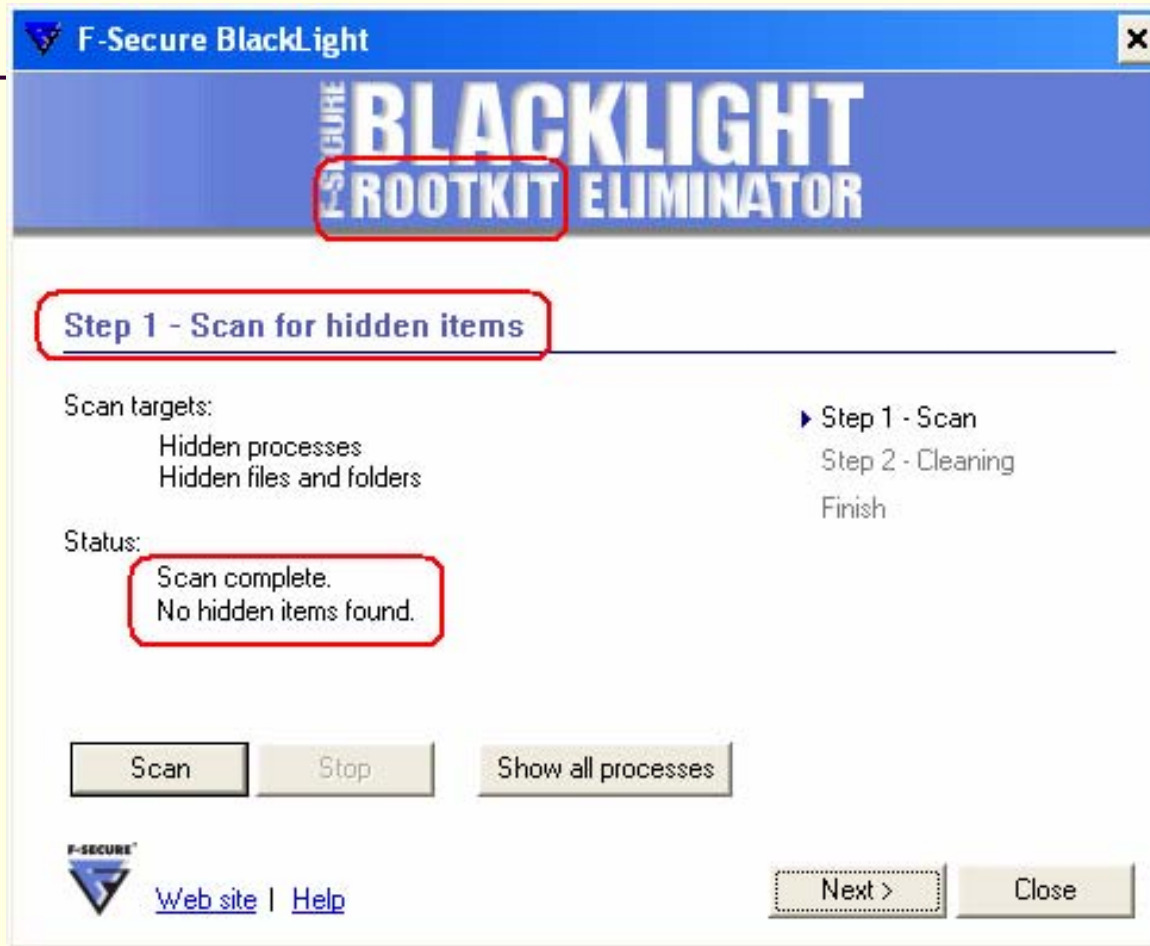 F-Secure BlackLight
F-SECURE
BLACKLIGHT
ROOTKIT ELIMINATOR
Step 1 - Scan for hidden items
Scan targets:
Hidden processes
Hidden files and folders
Step 1 - Scan
Step 2 - Cleaning
Finish
Status:
Scan complete.
No hidden items found.
Scan
Stop
Show all processes
F-SECURE
Web site | Help
Next >
Close